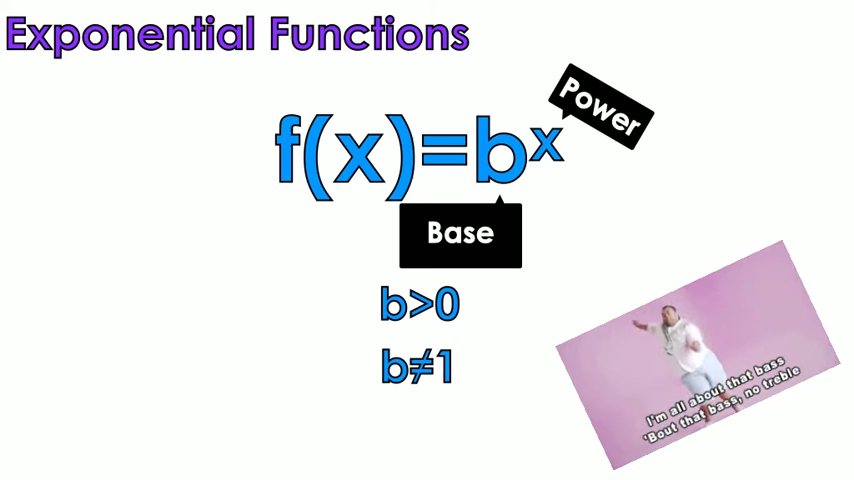 Exponential Functions
Power
f(x)=bˣ
Base
b>0
b≠1
I'm all about that bass
'Bout that bass, no treble